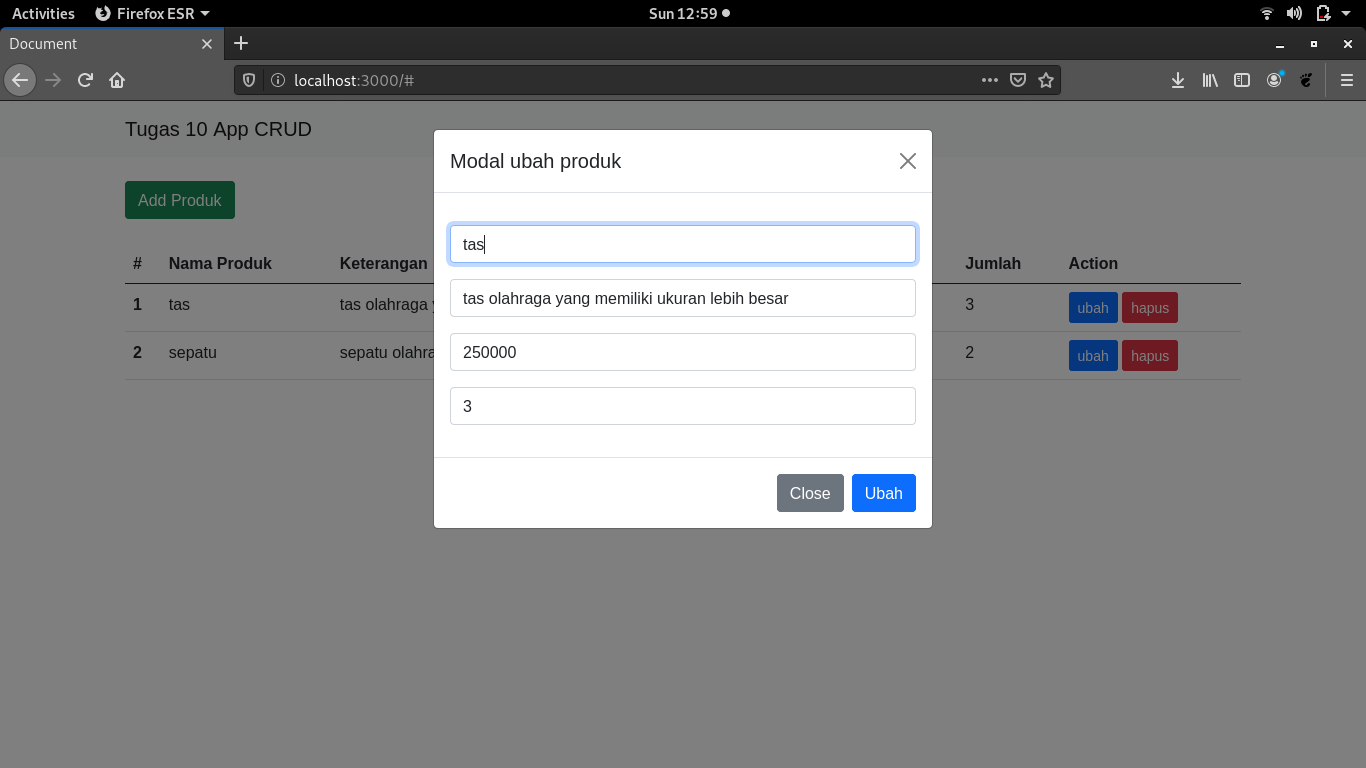 Activities Firefox ESR Sun 12:59
Document
localhost:3000/#
Tugas 10 App CRUD
Add Produk
# Nama Produk Keterangan Jumlah Action
1 tas tas olahraga 3 ubah hapus
2 sepatu sepatu olahra 2 ubah hapus
Modal ubah produk
tas
tas olahraga yang memiliki ukuran lebih besar
250000
3
Close Ubah